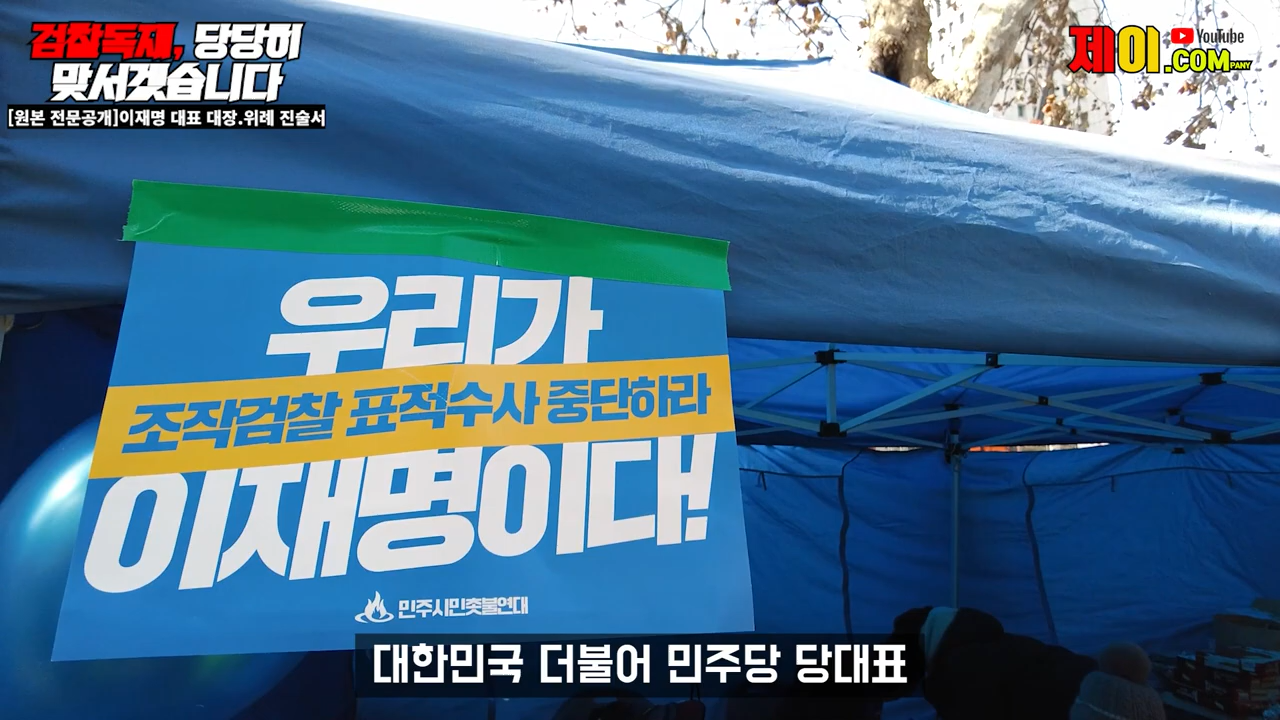 검찰독재, 당당히
맞서겠습니다
[원본 전문공개]이재명 대표 대장.위례 진술서
제이.COMPANY
YouTube
우리가
조작검찰 표적수사 중단하라
이재명이다!
민주시민촛불연대
대한민국 더불어 민주당 당대표